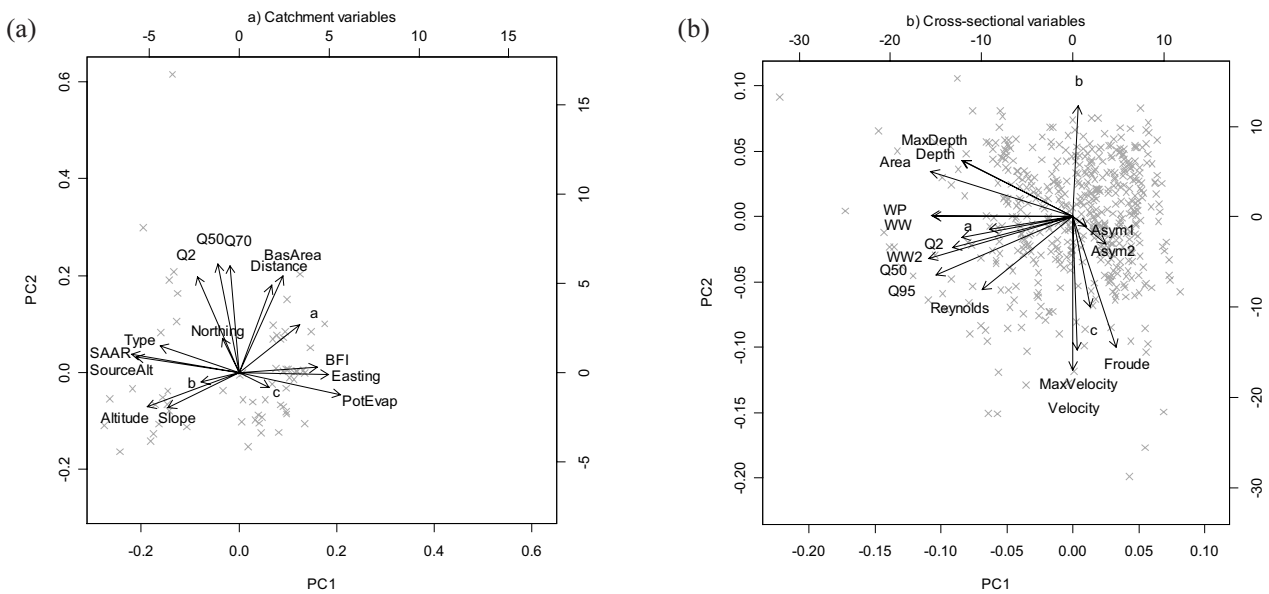 (a)
a) Catchment variables
-5 0 5 10 15
0.6
0.4
0.2
0.0
-0.2
PC2
15
10
5
0
-5
Q50
Q70
Q2
BasArea
Distance
a
Northing
Type
SAAR
SourceAlt
BFI
Easting
b
c
PotEvap
Altitude
Slope
-0.2 0.0 0.2 0.4 0.6
PC1
(b)
b) Cross-sectional variables
-30 -20 -10 0 10
0.10
0.05
0.00
-0.05
-0.10
-0.15
-0.20
PC2
10
0
-10
-20
-30
b
MaxDepth
Depth
Area
WP
WW
a
Asym1
Q2
Asym2
WW2
Q50
Q95
Reynolds
c
Froude
MaxVelocity
Velocity
-0.20 -0.15 -0.10 -0.05 0.00 0.05 0.10
PC1